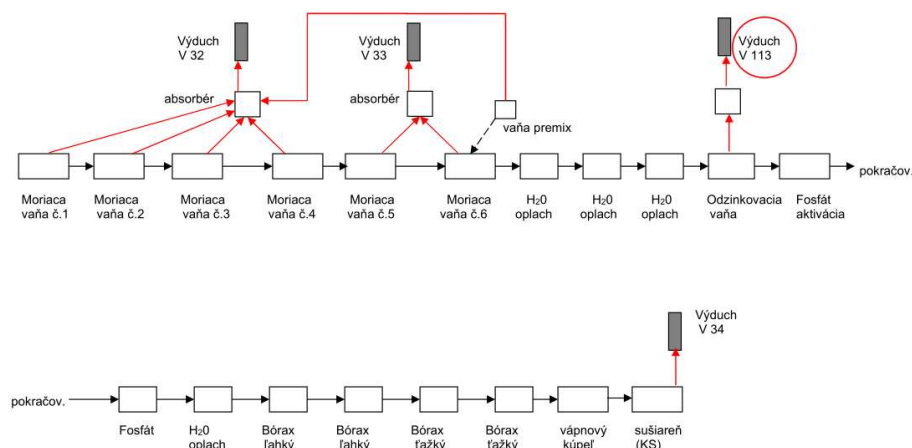 Výduch
V 32
Výduch
V 33
Výduch
V 113
absorbér
absorbér
vaňa premix
pokračov.
Moriaca
vaňa č.1
Moriaca
vaňa č.2
Moriaca
vaňa č.3
Moriaca
vaňa č.4
Moriaca
vaňa č.5
Moriaca
vaňa č.6
H₂0
oplach
H₂0
oplach
H₂0
oplach
Odzinkovacia
vaňa
Fosfát
aktivácia
Výduch
V 34
pokračov.
Fosfát
H₂0
oplach
Bórax
ľahký
Bórax
ľahký
Bórax
ťažký
Bórax
ťažký
vápnový
kúpeľ
sušiareň
(KS)